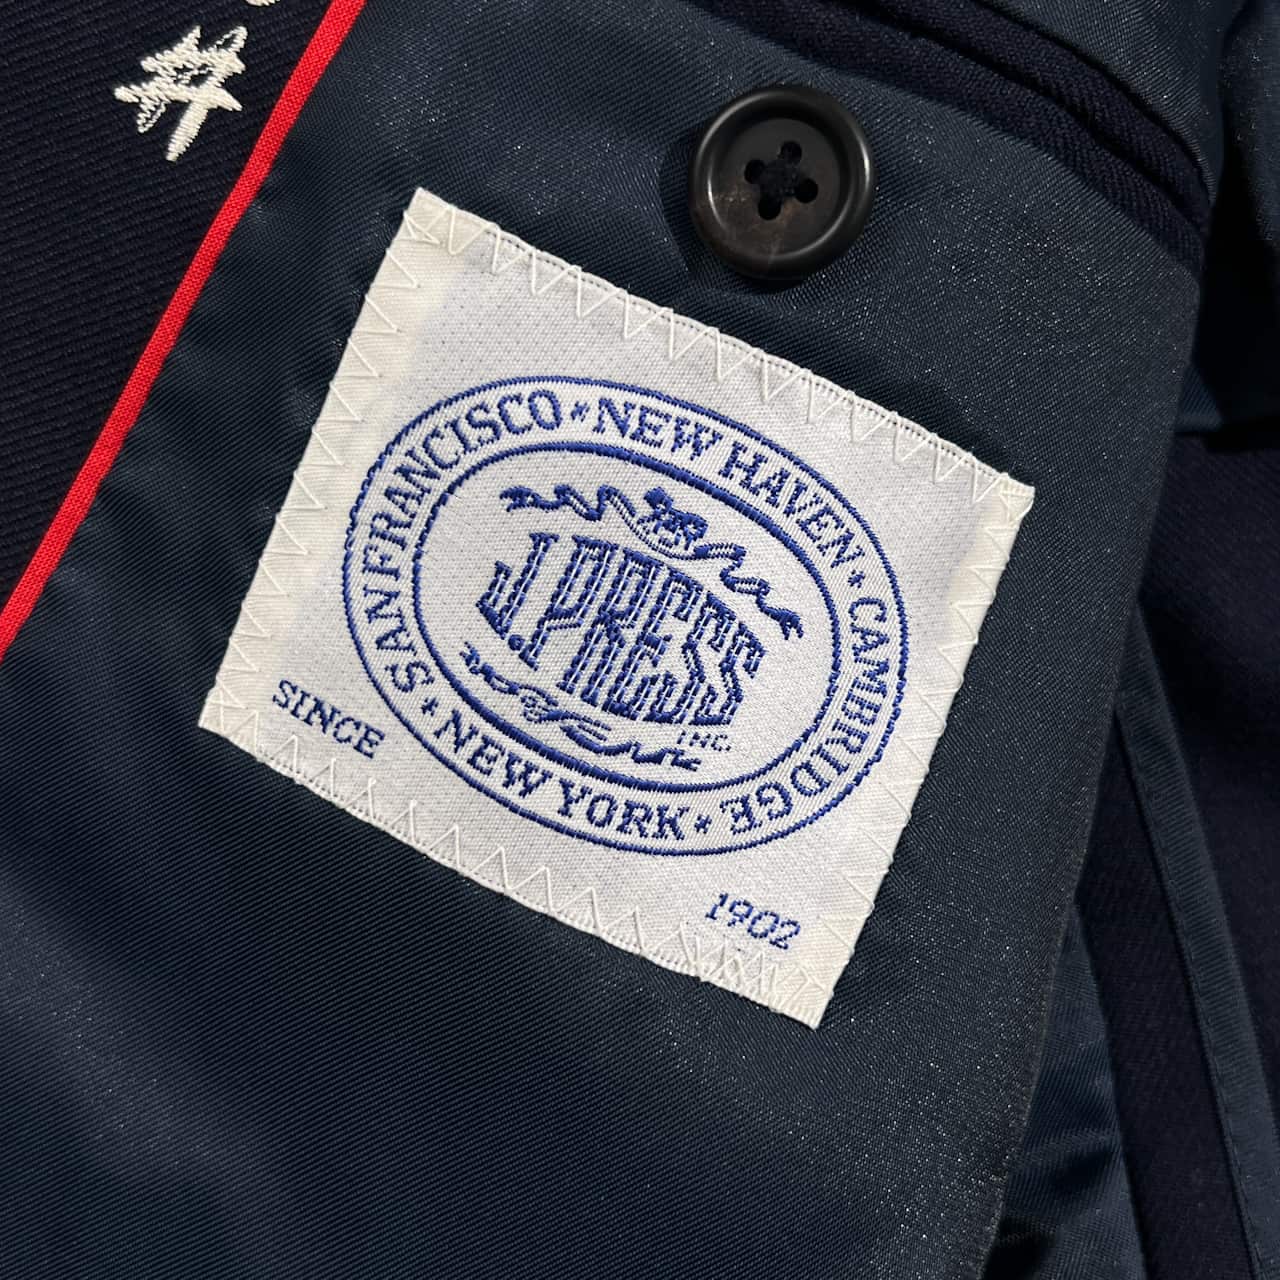 SAN FRANCISCO * NEW HAVEN * CAMBRIDGE * NEW YORK *
J. PRESS
INC.
SINCE
1902